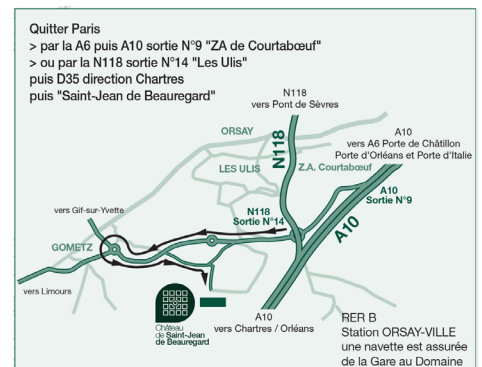 Quitter Paris
> par la A6 puis A10 sortie N°9 "ZA de Courtabœuf"
> ou par la N118 sortie N°14 "Les Ulis"
puis D35 direction Chartres
puis "Saint-Jean de Beauregard"
N118
vers Pont de Sèvres
ORSAY
N118
A10
vers A6 Porte de Châtillon
Porte d'Orléans et Porte d'Italie
LES ULIS
Z.A. Courtabœuf
A10
Sortie N°9
vers Gif-sur-Yvette
N118
Sortie N°14
A10
GOMETZ
vers Limours
Château
de Saint-Jean
de Beauregard
A10
vers Chartres / Orléans
RER B
Station ORSAY-VILLE
une navette est assurée
de la Gare au Domaine